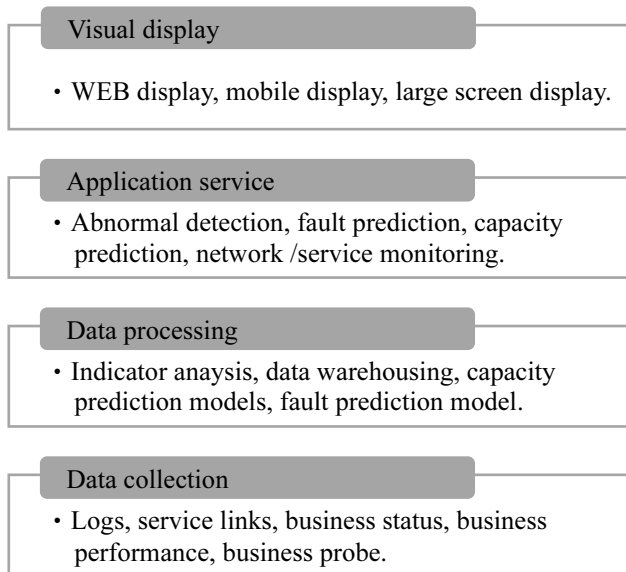 Visual display
• WEB display, mobile display, large screen display.
Application service
• Abnormal detection, fault prediction, capacity
prediction, network /service monitoring.
Data processing
• Indicator anaysis, data warehousing, capacity
prediction models, fault prediction model.
Data collection
• Logs, service links, business status, business
performance, business probe.